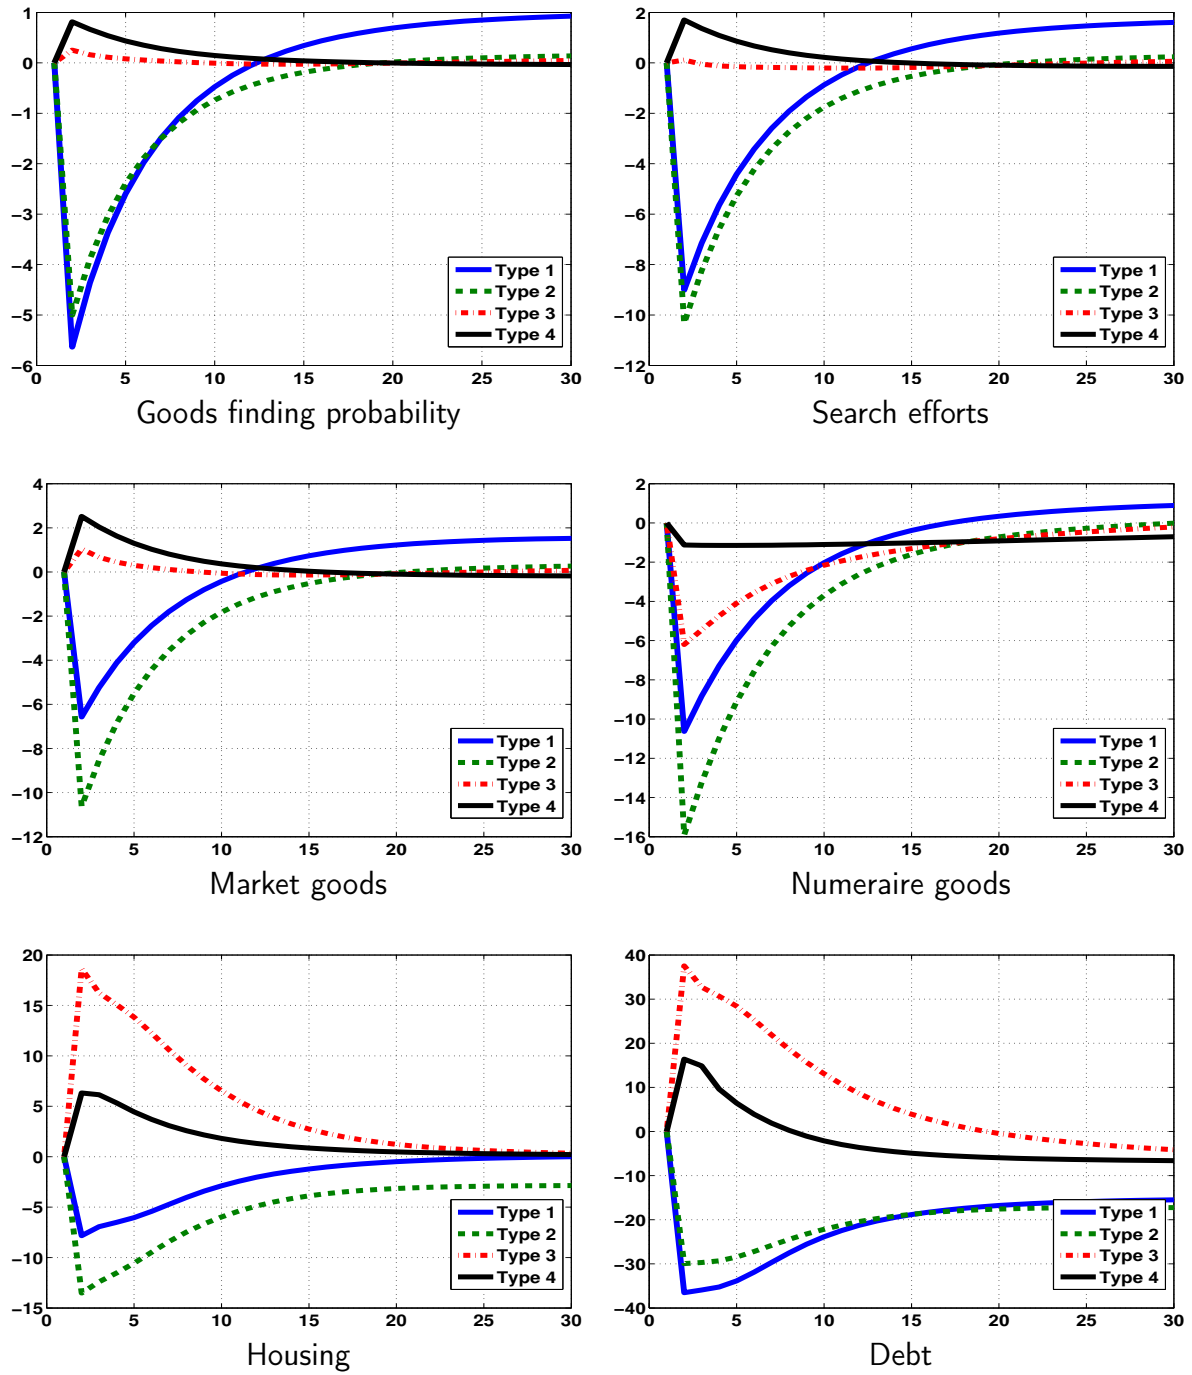 1
0
−1
−2
−3
−4
−5
−6
0 5 10 15 20 25 30
Type 1
Type 2
Type 3
Type 4
Goods finding probability
2
0
−2
−4
−6
−8
−10
−12
0 5 10 15 20 25 30
Type 1
Type 2
Type 3
Type 4
Search efforts
4
2
0
−2
−4
−6
−8
−10
−12
0 5 10 15 20 25 30
Type 1
Type 2
Type 3
Type 4
Market goods
2
0
−2
−4
−6
−8
−10
−12
−14
−16
0 5 10 15 20 25 30
Type 1
Type 2
Type 3
Type 4
Numeraire goods
20
15
10
5
0
−5
−10
−15
0 5 10 15 20 25 30
Type 1
Type 2
Type 3
Type 4
Housing
40
30
20
10
0
−10
−20
−30
−40
0 5 10 15 20 25 30
Type 1
Type 2
Type 3
Type 4
Debt